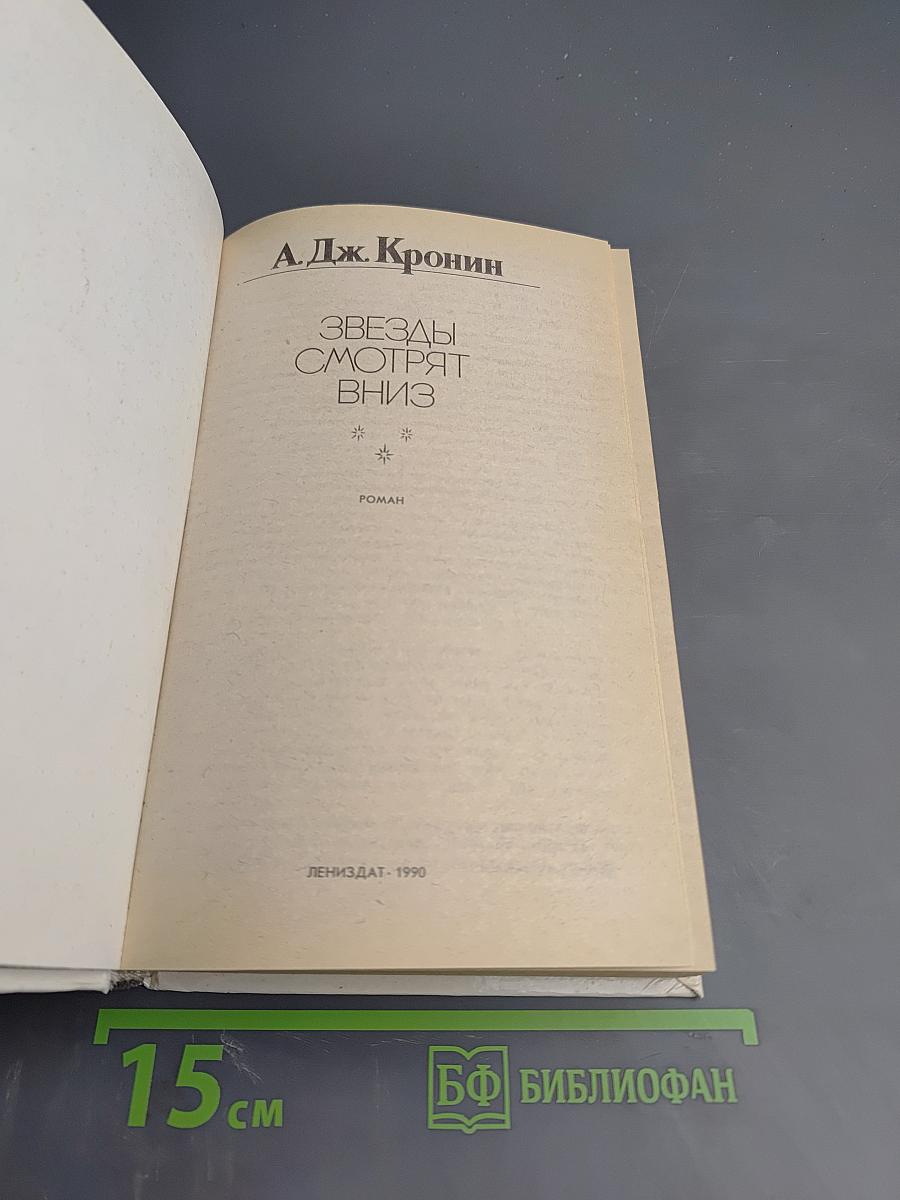 А. Дж. Кронин
ЗВЕЗДЫ
СМОТРЯТ
ВНИЗ
РОМАН
ЛЕНИЗДАТ · 1990
15 см
БФ БИБЛИОФАН